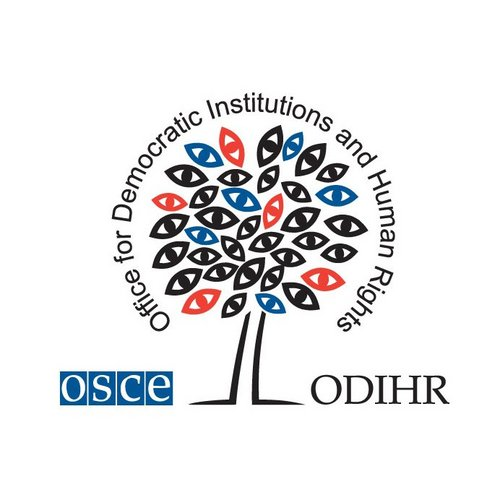 Office for Democratic Institutions and Human Rights
osce
ODIHR